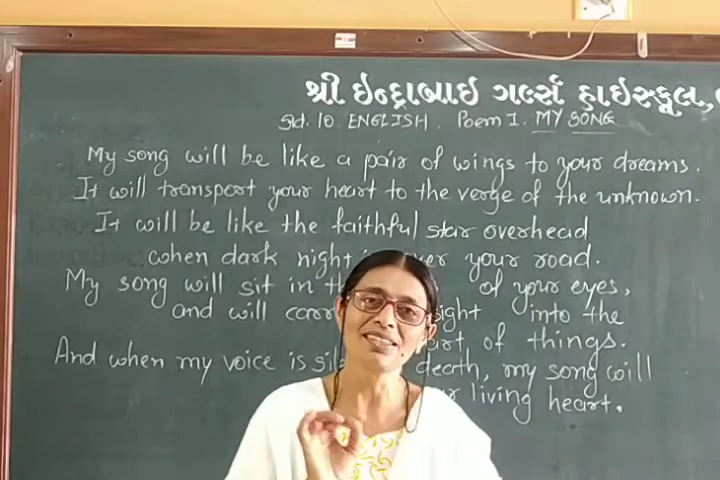 શ્રી ઇન્દ્રાબાઇ ગર્લ્સ હાઇસ્કૂલ,
Std. 10. ENGLISH. Poem 1. MY SONG
My song will be like a pair of wings to your dreams.
It will transport your heart to the verge of the unknown.
It will be like the faithful star overhead
when dark night over your road.
My song will sit in of your eyes,
and will sight into the
of things.
And when my voice is death, my song will
living heart.